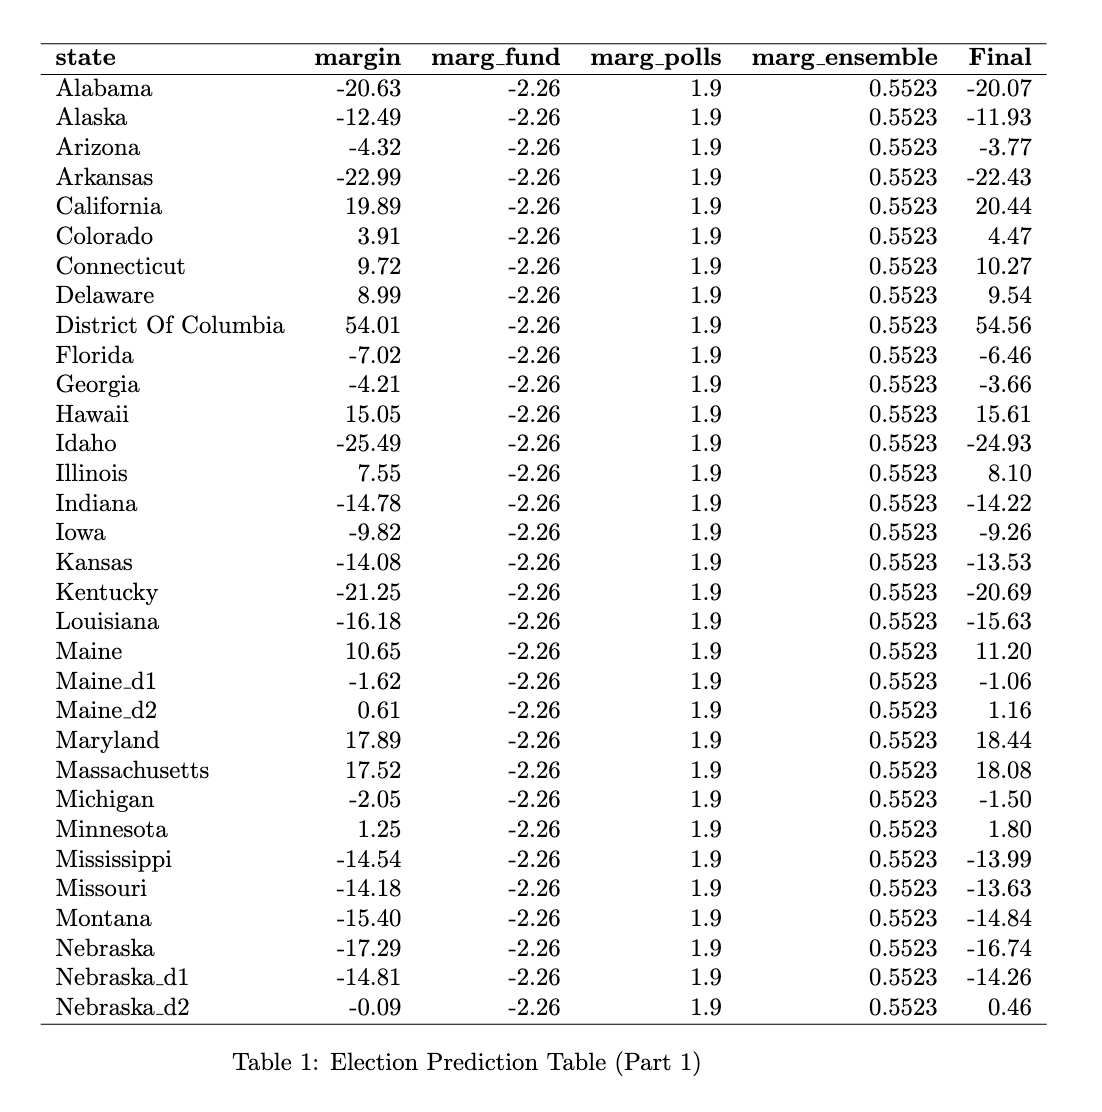 state margin marg_fund marg_polls marg_ensemble Final
Alabama -20.63 -2.26 1.9 0.5523 -20.07
Alaska -12.49 -2.26 1.9 0.5523 -11.93
Arizona -4.32 -2.26 1.9 0.5523 -3.77
Arkansas -22.99 -2.26 1.9 0.5523 -22.43
California 19.89 -2.26 1.9 0.5523 20.44
Colorado 3.91 -2.26 1.9 0.5523 4.47
Connecticut 9.72 -2.26 1.9 0.5523 10.27
Delaware 8.99 -2.26 1.9 0.5523 9.54
District Of Columbia 54.01 -2.26 1.9 0.5523 54.56
Florida -7.02 -2.26 1.9 0.5523 -6.46
Georgia -4.21 -2.26 1.9 0.5523 -3.66
Hawaii 15.05 -2.26 1.9 0.5523 15.61
Idaho -25.49 -2.26 1.9 0.5523 -24.93
Illinois 7.55 -2.26 1.9 0.5523 8.10
Indiana -14.78 -2.26 1.9 0.5523 -14.22
Iowa -9.82 -2.26 1.9 0.5523 -9.26
Kansas -14.08 -2.26 1.9 0.5523 -13.53
Kentucky -21.25 -2.26 1.9 0.5523 -20.69
Louisiana -16.18 -2.26 1.9 0.5523 -15.63
Maine 10.65 -2.26 1.9 0.5523 11.20
Maine_d1 -1.62 -2.26 1.9 0.5523 -1.06
Maine_d2 0.61 -2.26 1.9 0.5523 1.16
Maryland 17.89 -2.26 1.9 0.5523 18.44
Massachusetts 17.52 -2.26 1.9 0.5523 18.08
Michigan -2.05 -2.26 1.9 0.5523 -1.50
Minnesota 1.25 -2.26 1.9 0.5523 1.80
Mississippi -14.54 -2.26 1.9 0.5523 -13.99
Missouri -14.18 -2.26 1.9 0.5523 -13.63
Montana -15.40 -2.26 1.9 0.5523 -14.84
Nebraska -17.29 -2.26 1.9 0.5523 -16.74
Nebraska_d1 -14.81 -2.26 1.9 0.5523 -14.26
Nebraska_d2 -0.09 -2.26 1.9 0.5523 0.46
Table 1: Election Prediction Table (Part 1)